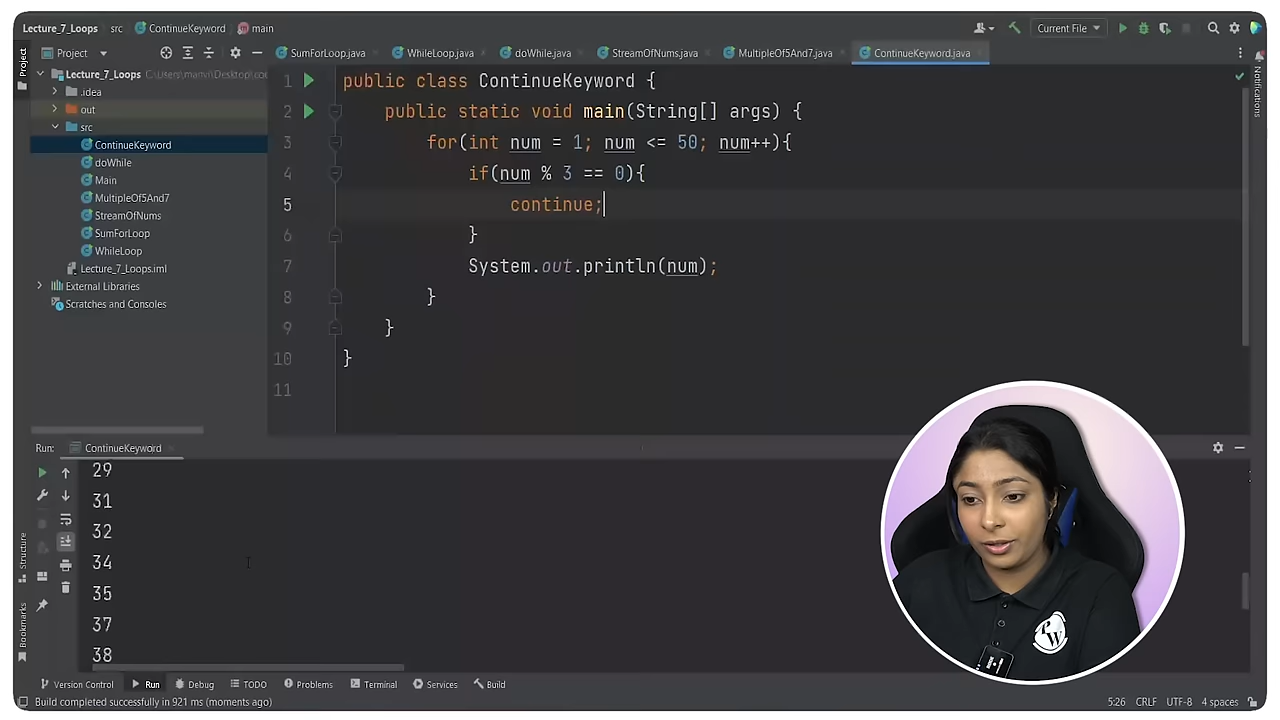 Lecture_7_Loops src ContinueKeyword main Current File
Project SumForLoop.java WhileLoop.java doWhile.java StreamOfNums.java MultipleOf5And7.java ContinueKeyword.java
Project
Notifications
Lecture_7_Loops C:\Users\manvi\Desktop\cou
.idea
out
src
ContinueKeyword
doWhile
Main
MultipleOf5And7
StreamOfNums
SumForLoop
WhileLoop
Lecture_7_Loops.iml
External Libraries
Scratches and Consoles
1 public class ContinueKeyword {
2 public static void main(String[] args) {
3 for(int num = 1; num <= 50; num++){
4 if(num % 3 == 0){
5 continue;
6 }
7 System.out.println(num);
8 }
9 }
10 }
11
Run: ContinueKeyword
29
31
32
34
35
37
38
Structure
Bookmarks
PW
Version Control Run Debug TODO Problems Terminal Services Build
Build completed successfully in 921 ms (moments ago) 5:26 CRLF UTF-8 4 spaces